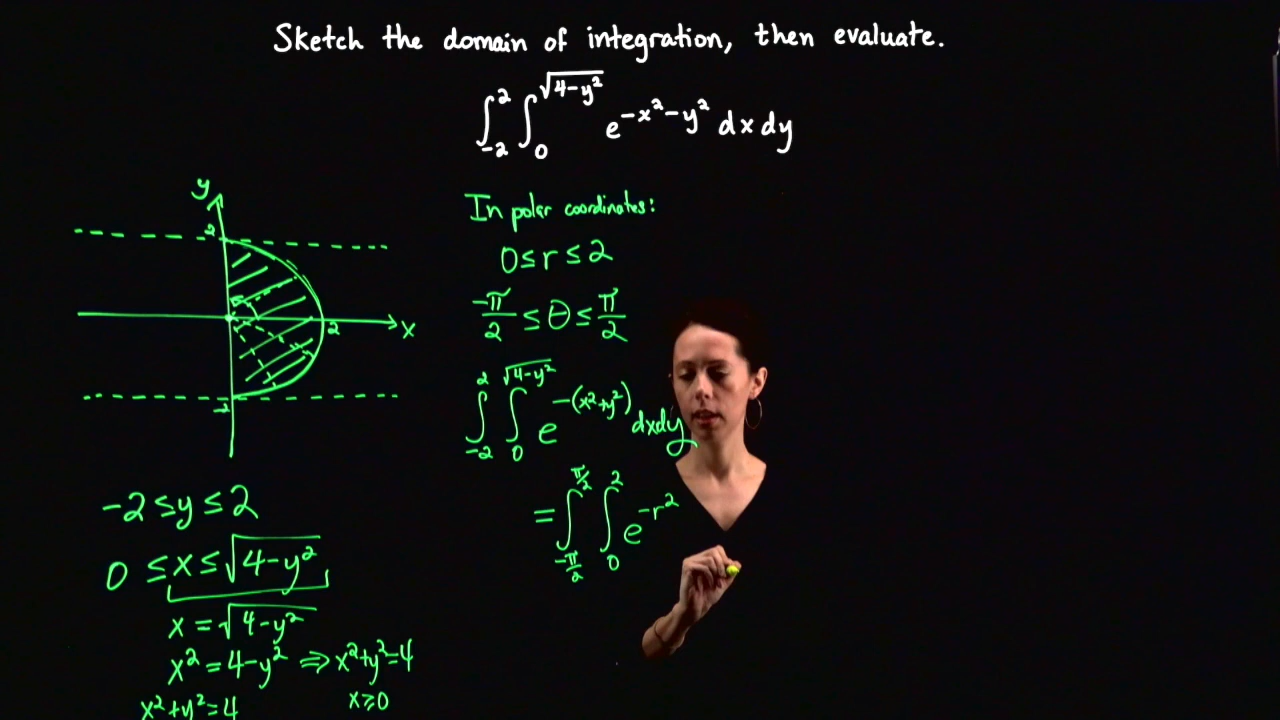 Sketch the domain of integration, then evaluate.
∫_{-2}^{2} ∫_{0}^{√(4-y²)} e^{-x²-y²} dx dy
y
2
2
x
-2
In polar coordinates:
0 ≤ r ≤ 2
-π/2 ≤ θ ≤ π/2
∫_{-2}^{2} ∫_{0}^{√(4-y²)} e^{-(x²+y²)} dxdy
= ∫_{-π/2}^{π/2} ∫_{0}^{2} e^{-r²}
-2 ≤ y ≤ 2
0 ≤ x ≤ √(4-y²)
x = √(4-y²)
x² = 4-y² ⇒ x²+y²=4
x²+y²=4
x≥0